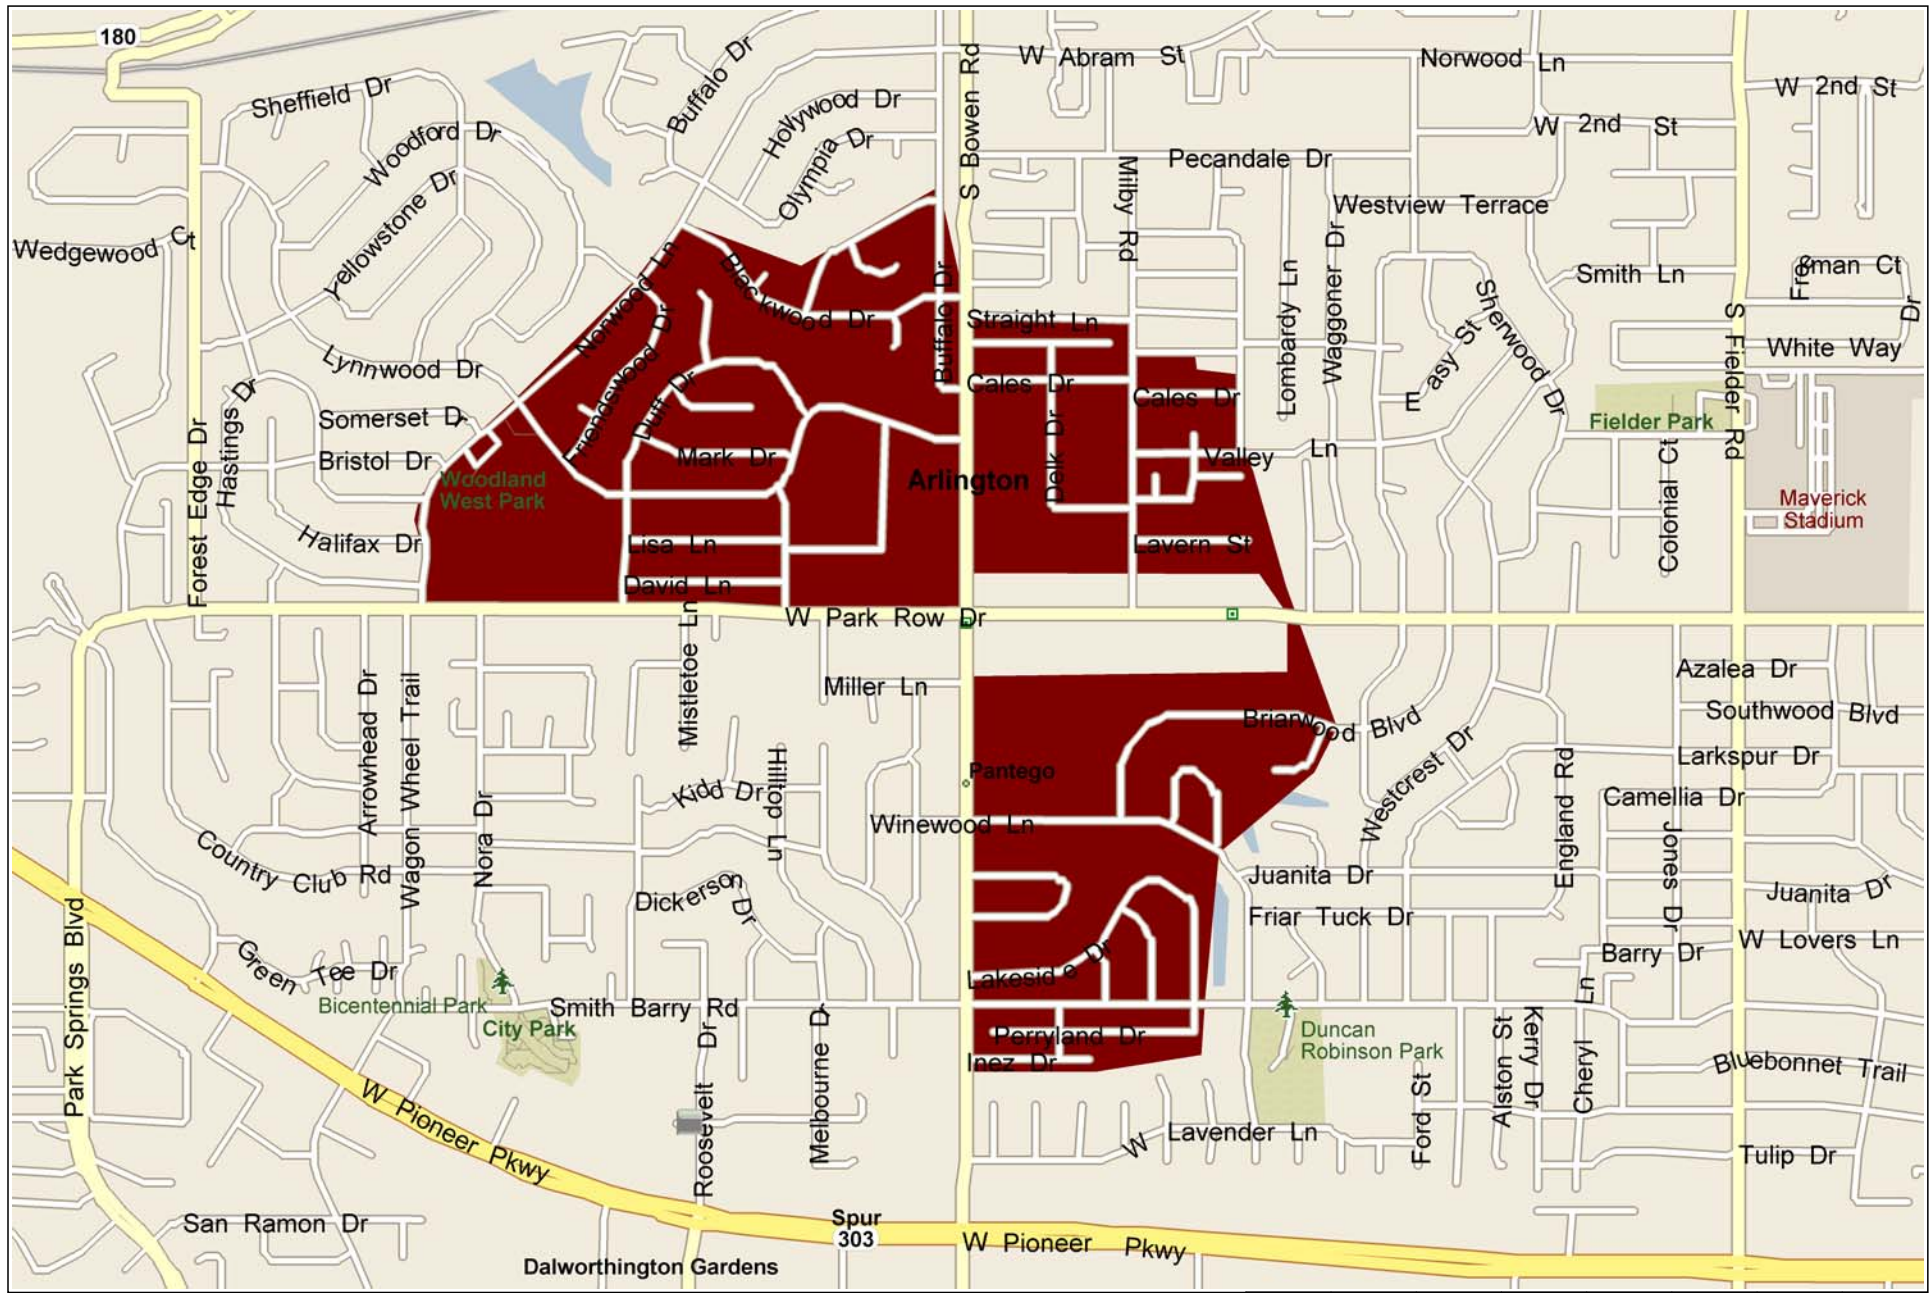 180
Sheffield Dr
Buffalo Dr
Hollywood Dr
S Bowen Rd
W Abram St
Norwood Ln
W 2nd St
Woodford Dr
Olympia Dr
W 2nd St
Pecandale Dr
Milby Rd
Yellowstone Dr
Westview Terrace
Wedgewood Ct
Norwood Ln
Blackwood Dr
Buffalo Dr
Lombardy Ln
Waggoner Dr
Smith Ln
Sherwood Dr
S Fielder Rd
Dr
Straight Ln
Easy St
White Way
Friendswood Dr
Lynnwood Dr
Duff Dr
Cales Dr
Cales Dr
Hastings Dr
Somerset Dr
Delk Dr
Fielder Park
Forest Edge Dr
Bristol Dr
Mark Dr
Valley Ln
Colonial Ct
Woodland
West Park
Arlington
Maverick
Stadium
Halifax Dr
Lisa Ln
Lavern St
David Ln
W Park Row Dr
Mistletoe Ln
Miller Ln
Azalea Dr
Arrowhead Dr
Wagon Wheel Trail
Briarwood Blvd
Southwood Blvd
Westcrest Dr
Larkspur Dr
England Rd
Pantego
Hilltop Ln
Kidd Dr
Nora Dr
Camellia Dr
Winewood Ln
Jones Dr
Country Club Rd
Juanita Dr
Juanita Dr
Dickerson Dr
Friar Tuck Dr
Park Springs Blvd
W Lovers Ln
Barry Dr
Green Tee Dr
Lakeside Dr
Bicentennial Park
City Park
Smith Barry Rd
Melbourne Dr
Perryland Dr
Inez Dr
Duncan
Robinson Park
Alston St
Kerry Dr
Cheryl Ln
Bluebonnet Trail
Roosevelt Dr
Ford St
W Pioneer Pkwy
W Lavender Ln
Tulip Dr
San Ramon Dr
Spur
303
W Pioneer Pkwy
Dalworthington Gardens